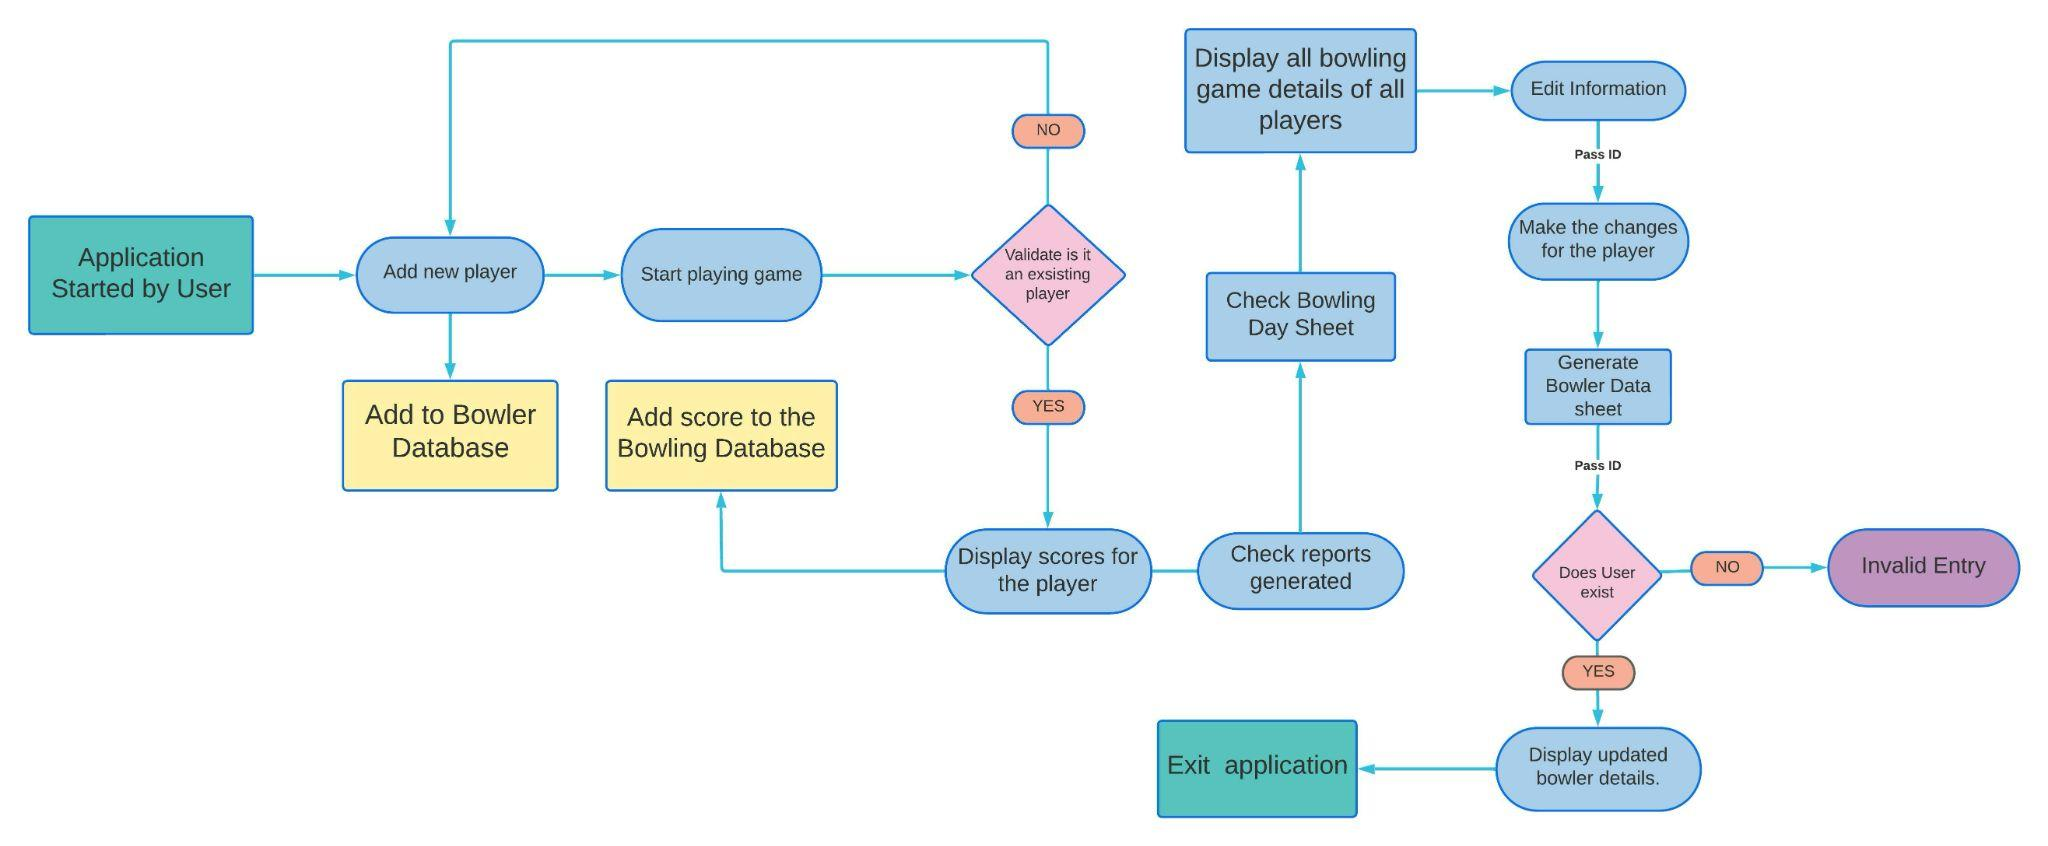 Application
Started by User
Add new player
Add to Bowler
Database
Start playing game
Validate is it
an exsisting
player
NO
YES
Display scores for
the player
Add score to the
Bowling Database
Check reports
generated
Check Bowling
Day Sheet
Display all bowling
game details of all
players
Edit Information
Pass ID
Make the changes
for the player
Generate
Bowler Data
sheet
Pass ID
Does User
exist
NO
Invalid Entry
YES
Display updated
bowler details.
Exit application